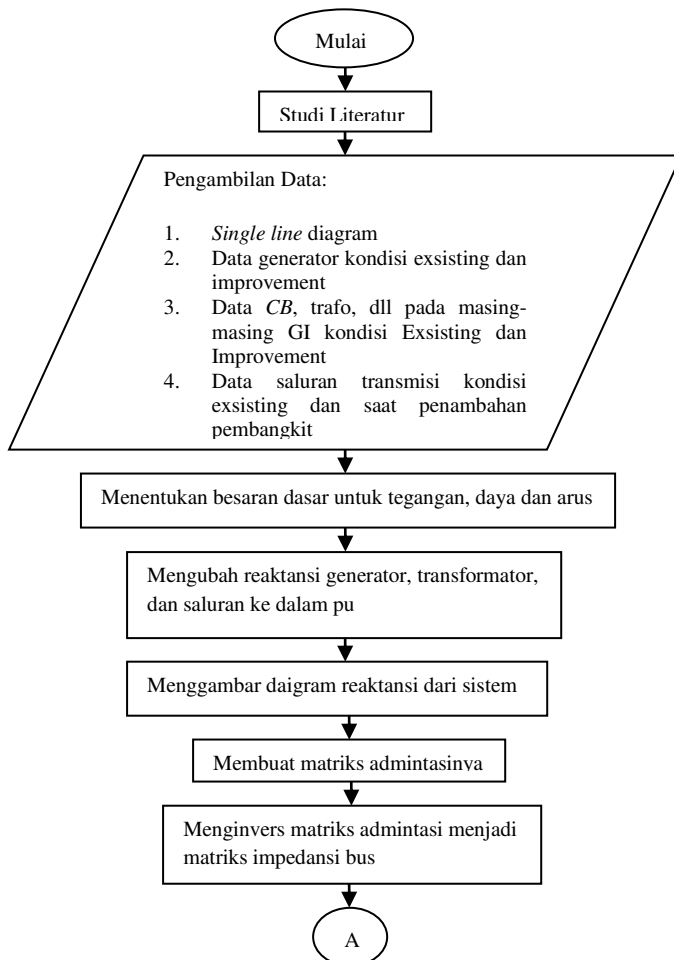 Mulai
Studi Literatur
Pengambilan Data:
1. Single line diagram
2. Data generator kondisi exsisting dan
improvement
3. Data CB, trafo, dll pada masing-
masing GI kondisi Exsisting dan
Improvement
4. Data saluran transmisi kondisi
exsisting dan saat penambahan
pembangkit
Menentukan besaran dasar untuk tegangan, daya dan arus
Mengubah reaktansi generator, transformator,
dan saluran ke dalam pu
Menggambar daigram reaktansi dari sistem
Membuat matriks admintasinya
Menginvers matriks admintasi menjadi
matriks impedansi bus
A